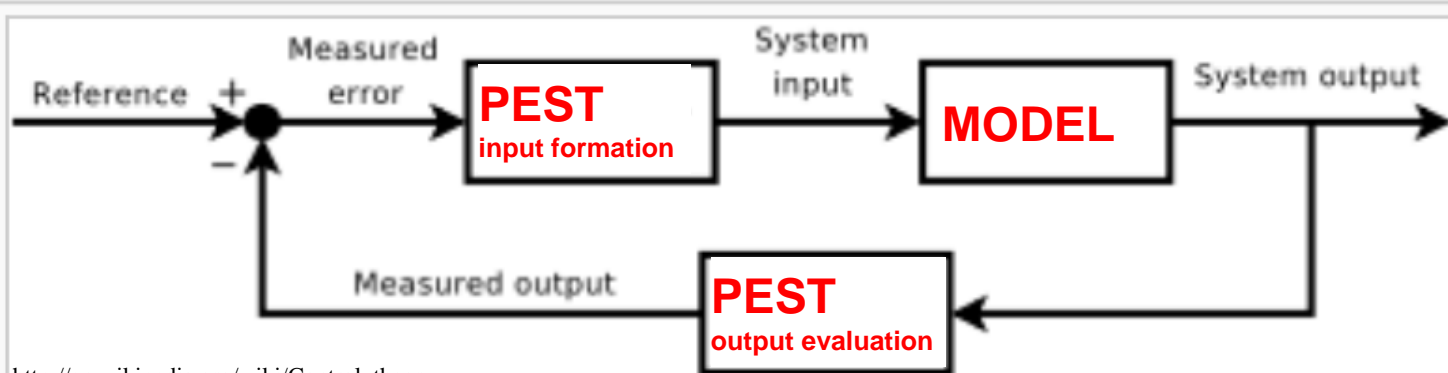 Measured
error
System
input
System output
Reference
+
−
PEST
input formation
MODEL
Measured output
PEST
output evaluation